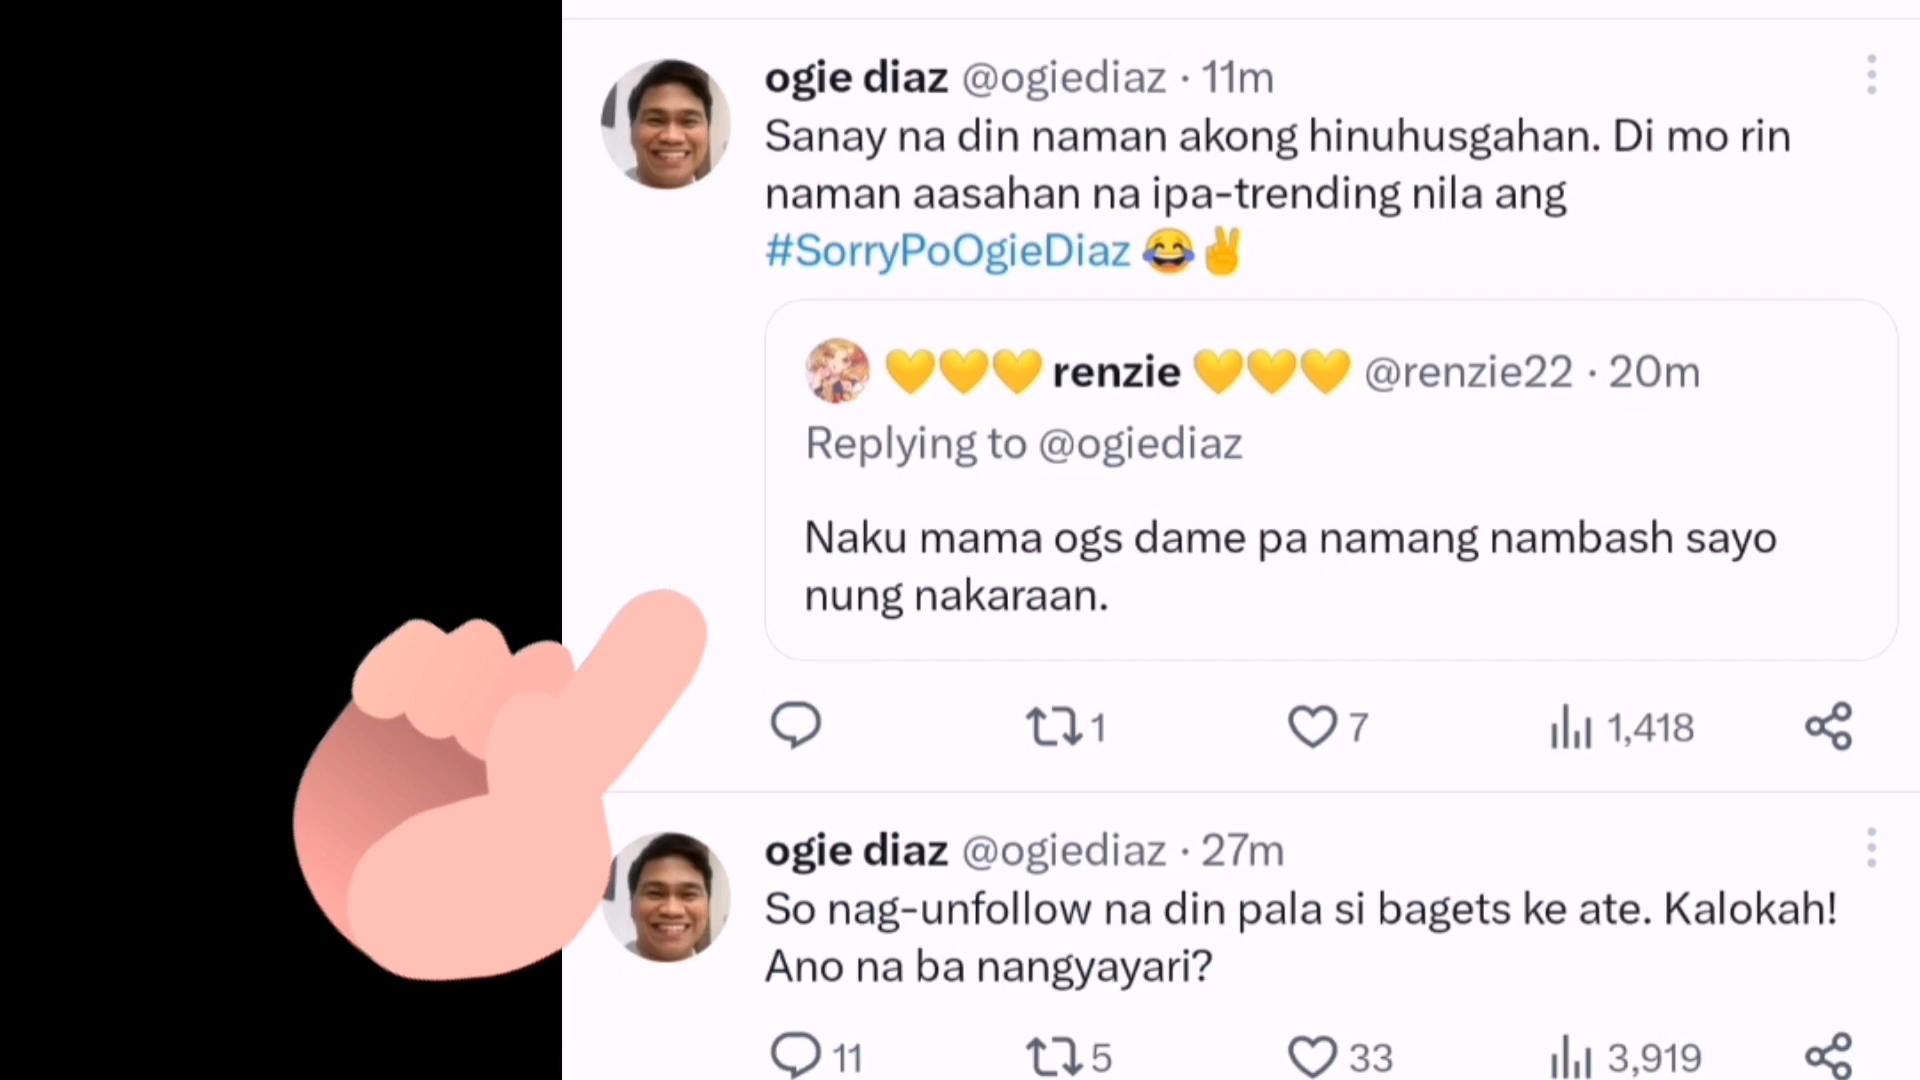 ogie diaz @ogiediaz · 11m
Sanay na din naman akong hinuhusgahan. Di mo rin
naman aasahan na ipa-trending nila ang
#SorryPoOgieDiaz 😂✌️
💛💛💛 renzie 💛💛💛 @renzie22 · 20m
Replying to @ogiediaz
Naku mama ogs dame pa namang nambash sayo
nung nakaraan.
1 7 1,418
ogie diaz @ogiediaz · 27m
So nag-unfollow na din pala si bagets ke ate. Kalokah!
Ano na ba nangyayari?
11 5 33 3,919